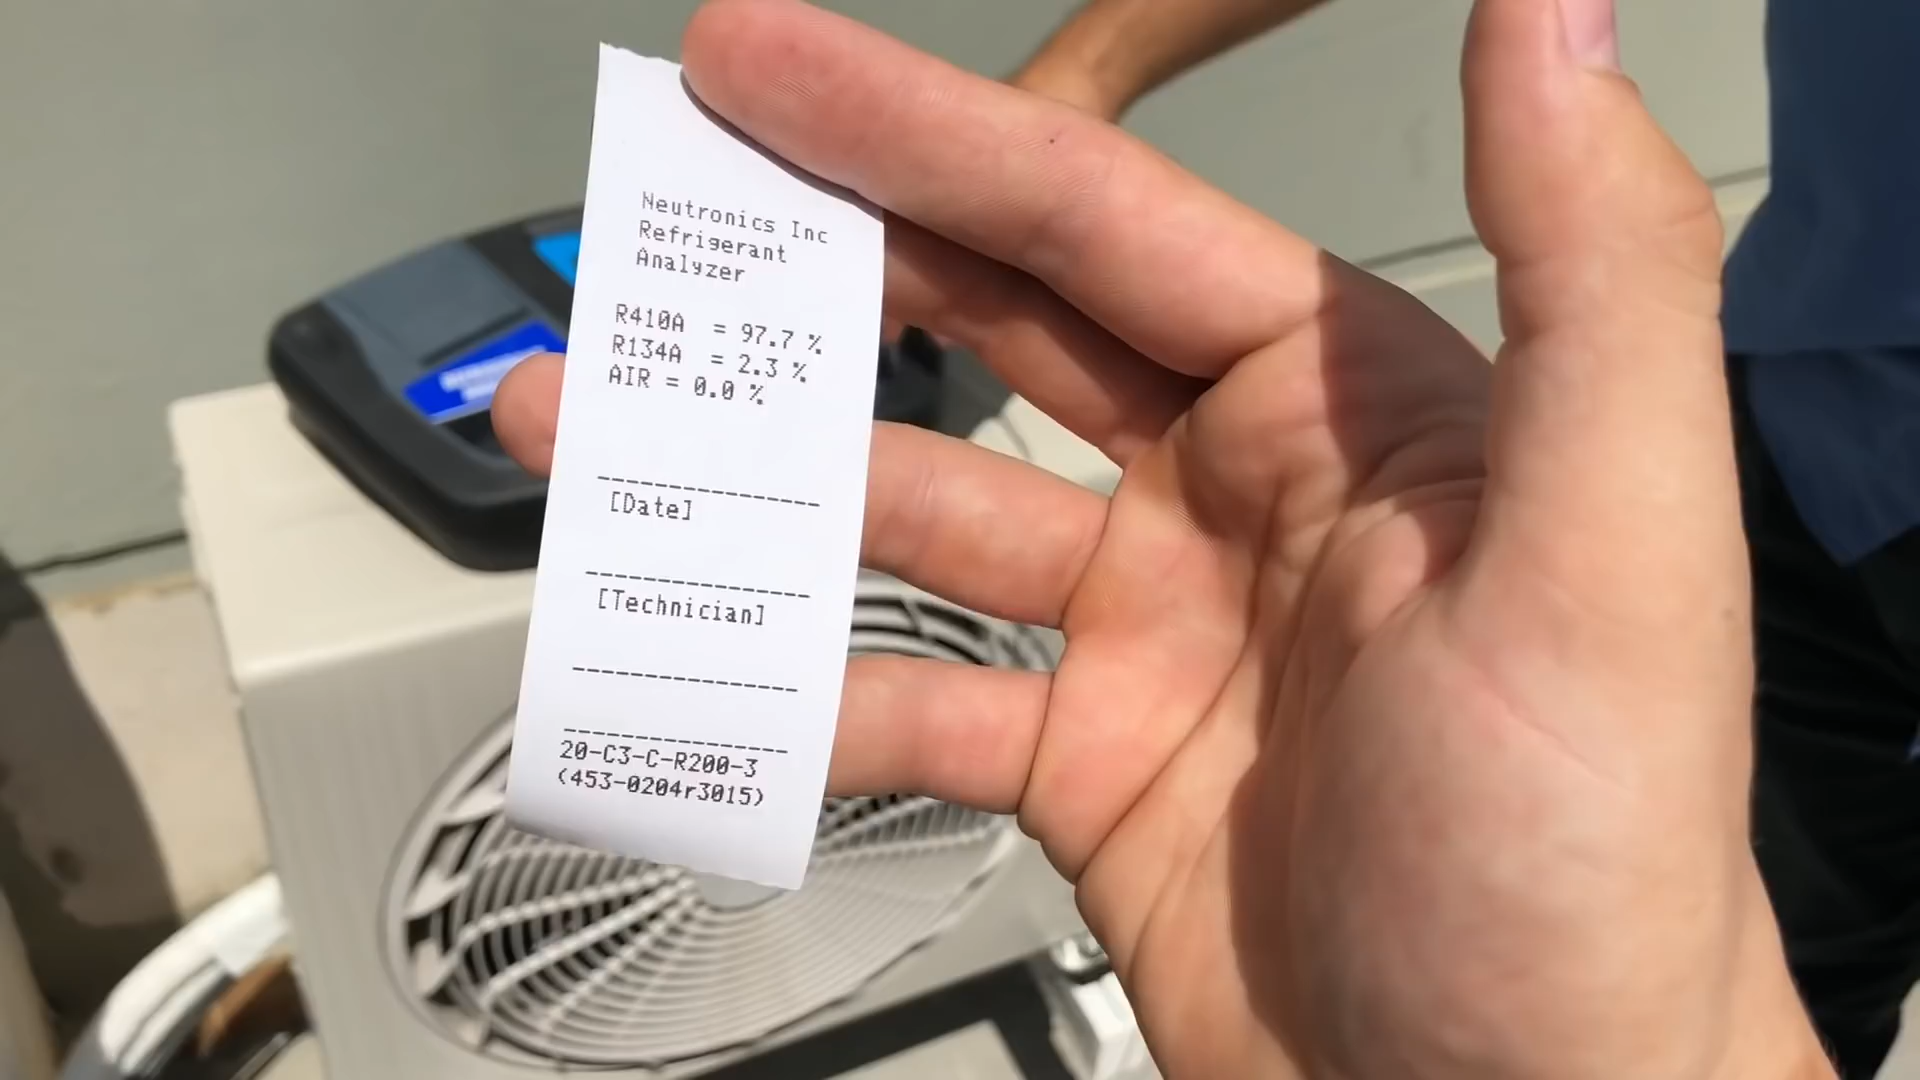 Neutronics Inc
Refrigerant
Analyzer
R410A = 97.7 %
R134A = 2.3 %
AIR = 0.0 %
[Date]
[Technician]
20-C3-C-R200-3
(453-0204r3015)